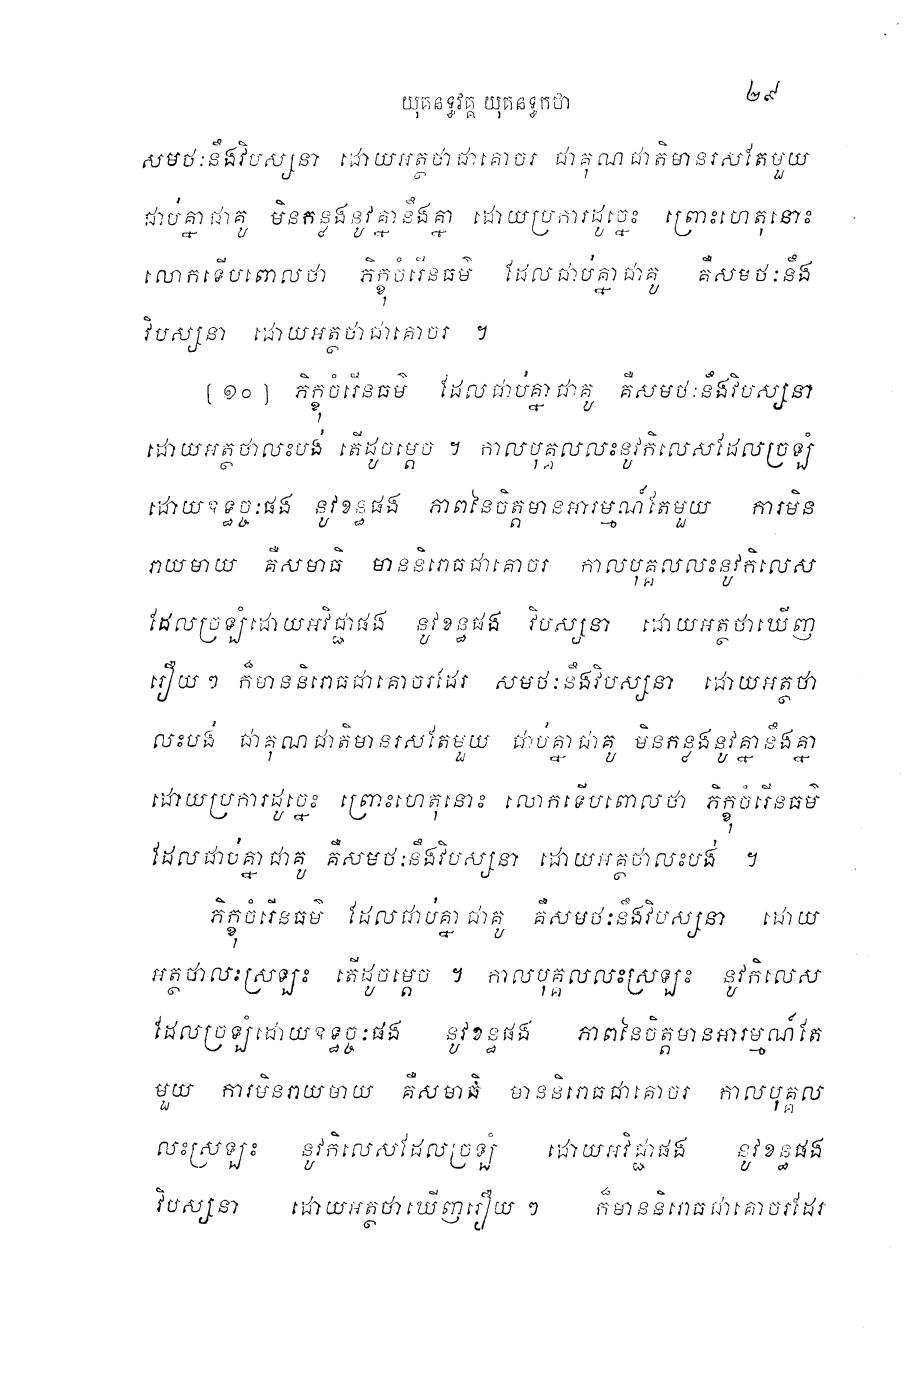 យុគនទ្ធវគ្គ យុគនទ្ធកថា ២៩
សមថៈនឹងវិបស្សនា ដោយអត្ថថាជាគោចរ ជាគុណជាតិមានរសតែមួយ
ជាប់គ្នាជាគូ មិនកន្លងនូវគ្នានឹងគ្នា ដោយប្រការដូច្នេះ ព្រោះហេតុនោះ
លោកទើបពោលថា ភិក្ខុចំរើនធម៌ ដែលជាប់គ្នាជាគូ គឺសមថៈនឹង
វិបស្សនា ដោយអត្ថថាជាគោចរ ។
[១០] ភិក្ខុចំរើនធម៌ ដែលជាប់គ្នាជាគូ គឺសមថៈនឹងវិបស្សនា
ដោយអត្ថថាលះបង់ តើដូចម្តេច ។ កាលបុគ្គលលះនូវកិលេសដែលច្រឡំ
ដោយឧទ្ធច្ចៈផង នូវខន្ធផង ភាពនៃចិត្តមានអារម្មណ៍តែមួយ ការមិន
រាយមាយ គឺសមាធិ មាននិរោធជាគោចរ កាលបុគ្គលលះនូវកិលេស
ដែលច្រឡំដោយអវិជ្ជាផង នូវខន្ធផង វិបស្សនា ដោយអត្ថថាឃើញ
រឿយៗ ក៏មាននិរោធជាគោចរដែរ សមថៈនឹងវិបស្សនា ដោយអត្ថថា
លះបង់ ជាគុណជាតិមានរសតែមួយ ជាប់គ្នាជាគូ មិនកន្លងនូវគ្នានឹងគ្នា
ដោយប្រការដូច្នេះ ព្រោះហេតុនោះ លោកទើបពោលថា ភិក្ខុចំរើនធម៌
ដែលជាប់គ្នាជាគូ គឺសមថៈនឹងវិបស្សនា ដោយអត្ថថាលះបង់ ។
ភិក្ខុចំរើនធម៌ ដែលជាប់គ្នាជាគូ គឺសមថៈនឹងវិបស្សនា ដោយ
អត្ថថាលះស្រឡះ តើដូចម្តេច ។ កាលបុគ្គលលះស្រឡះ នូវកិលេស
ដែលច្រឡំដោយឧទ្ធច្ចៈផង នូវខន្ធផង ភាពនៃចិត្តមានអារម្មណ៍តែ
មួយ ការមិនរាយមាយ គឺសមាធិ មាននិរោធជាគោចរ កាលបុគ្គល
លះស្រឡះ នូវកិលេសដែលច្រឡំ ដោយអវិជ្ជាផង នូវខន្ធផង
វិបស្សនា ដោយអត្ថថាឃើញរឿយៗ ក៏មាននិរោធជាគោចរដែរ